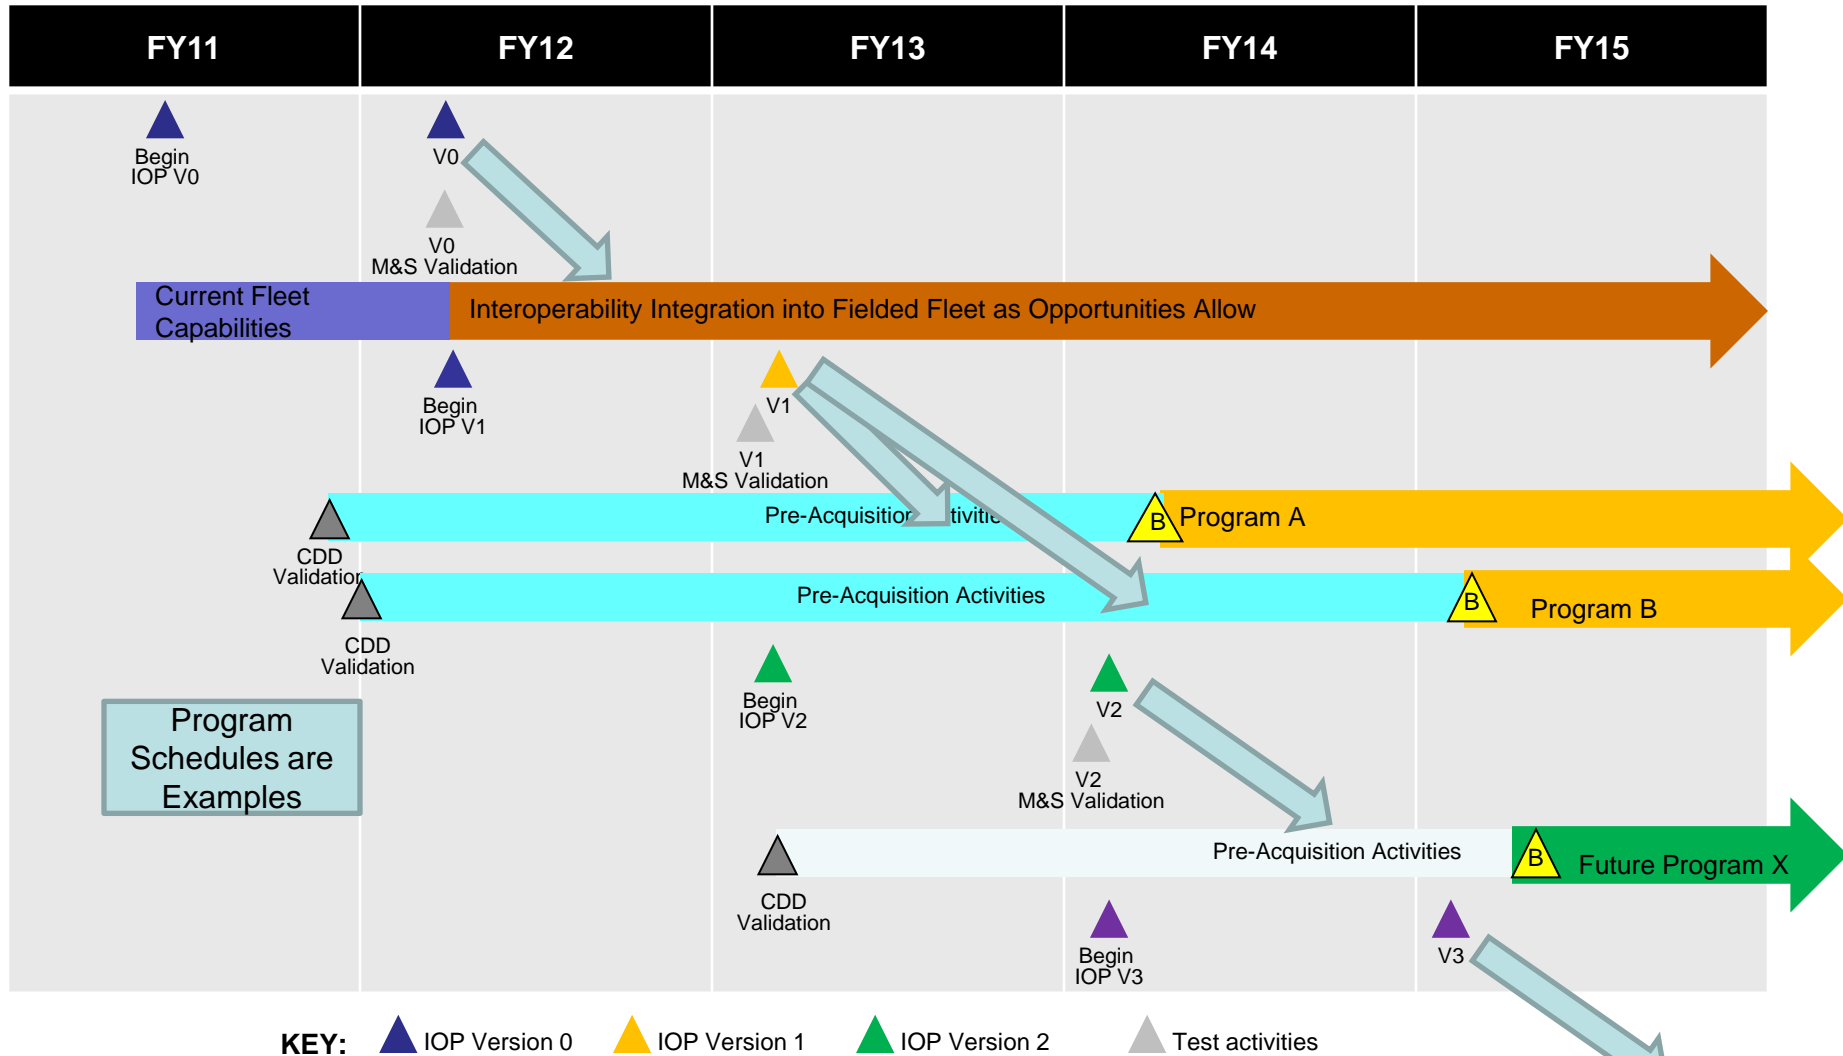 FY11 FY12 FY13 FY14 FY15
Begin
IOP V0
V0
V0
M&S Validation
Current Fleet
Capabilities
Interoperability Integration into Fielded Fleet as Opportunities Allow
Begin
IOP V1
V1
V1
M&S Validation
Pre-Acquisition
B
Program A
CDD
Validation
Pre-Acquisition Activities
B
Program B
CDD
Validation
Begin
IOP V2
V2
V2
M&S Validation
Program
Schedules are
Examples
Pre-Acquisition Activities
B
Future Program X
CDD
Validation
Begin
IOP V3
V3
KEY: IOP Version 0 IOP Version 1 IOP Version 2 Test activities